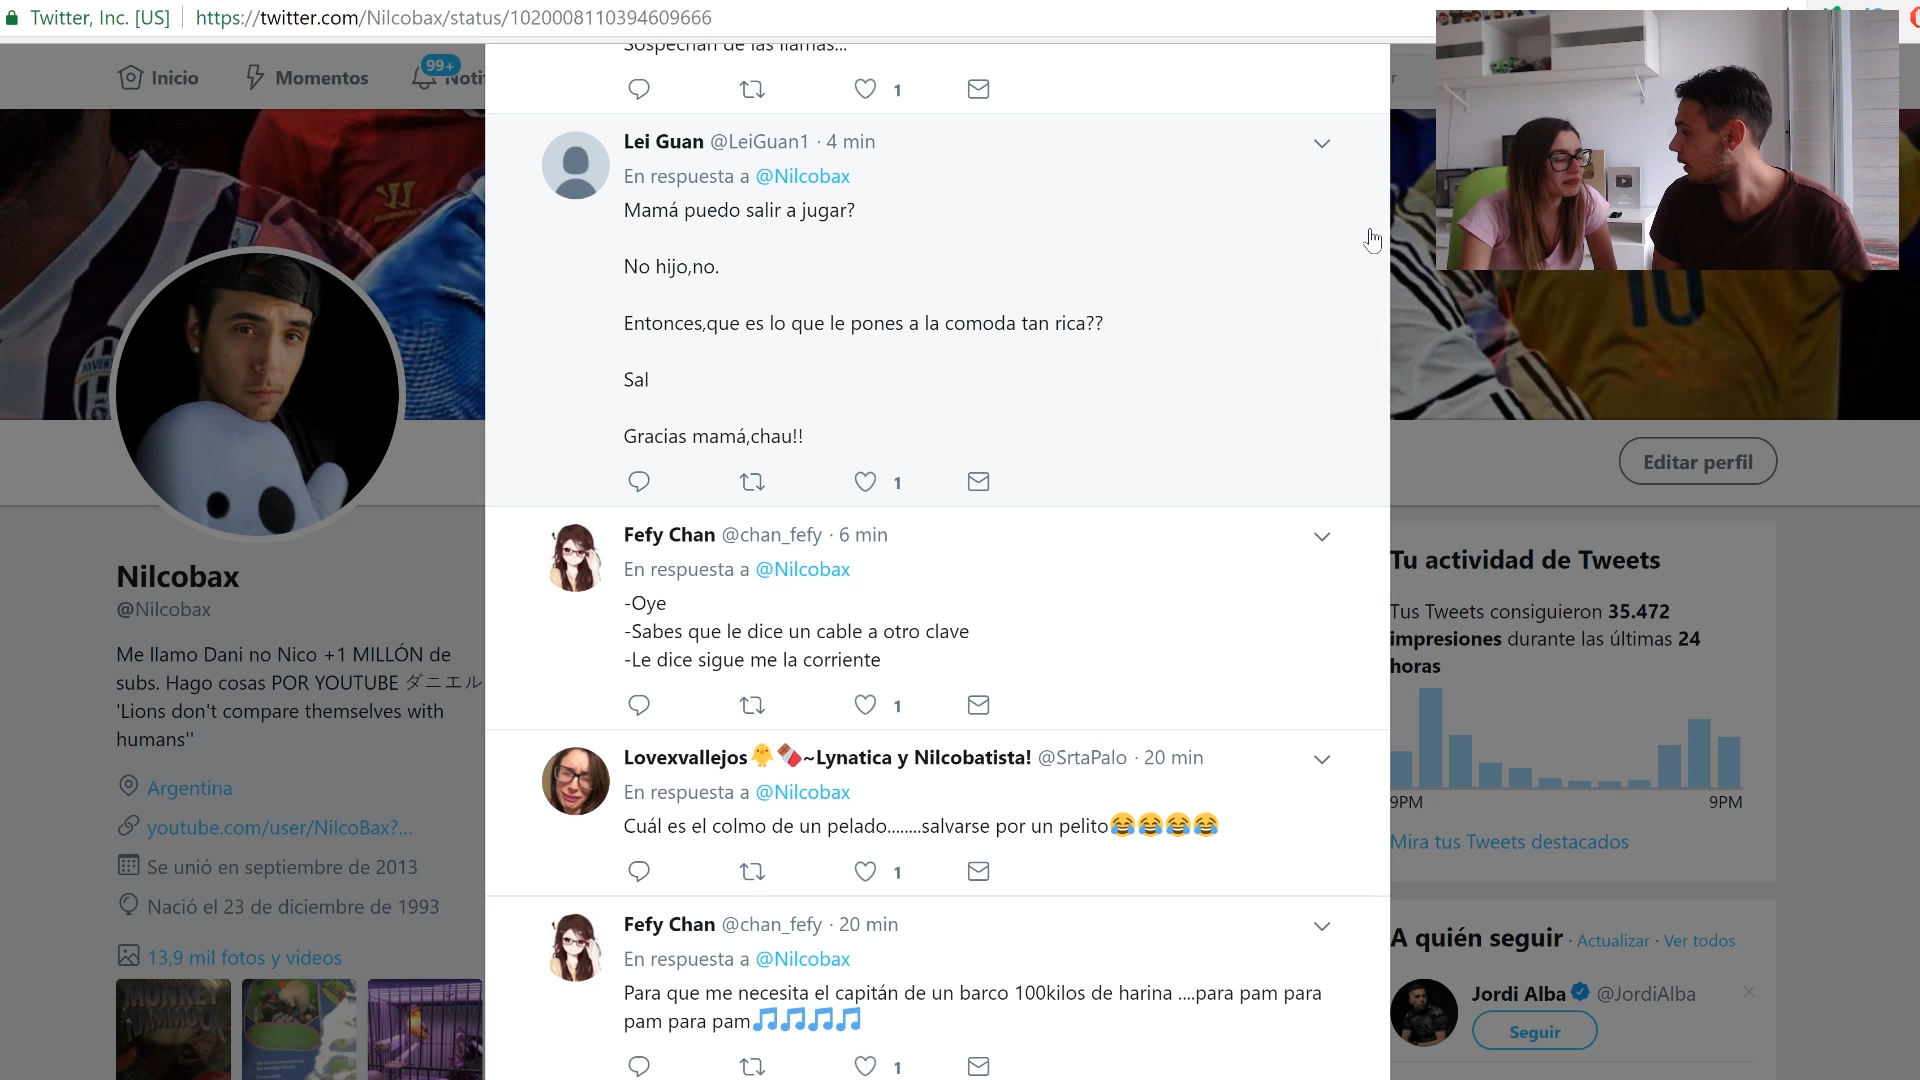 Twitter, Inc. [US]
https://twitter.com/Nilcobax/status/1020008110394609666
Inicio
Momentos
99+
Noti
Sospechan de las llamas...
1
Lei Guan @LeiGuan1 · 4 min
En respuesta a @Nilcobax
Mamá puedo salir a jugar?
No hijo,no.
Entonces,que es lo que le pones a la comoda tan rica??
Sal
Gracias mamá,chau!!
1
Fefy Chan @chan_fefy · 6 min
En respuesta a @Nilcobax
-Oye
-Sabes que le dice un cable a otro clave
-Le dice sigue me la corriente
1
Lovexvallejos🐥🍫~Lynatica y Nilcobatista! @SrtaPalo · 20 min
En respuesta a @Nilcobax
Cuál es el colmo de un pelado........salvarse por un pelito😂😂😂😂
1
Fefy Chan @chan_fefy · 20 min
En respuesta a @Nilcobax
Para que me necesita el capitán de un barco 100kilos de harina ....para pam para
pam para pam🎵🎵🎵🎵
1
Nilcobax
@Nilcobax
Me llamo Dani no Nico +1 MILLÓN de
subs. Hago cosas POR YOUTUBE ダニエル
'Lions don't compare themselves with
humans''
Argentina
youtube.com/user/NilcoBax?...
Se unió en septiembre de 2013
Nació el 23 de diciembre de 1993
13,9 mil fotos y videos
MONKEY
HAMMOCK
10
Editar perfil
Tu actividad de Tweets
Tus Tweets consiguieron 35.472
impresiones durante las últimas 24
horas
9PM
9PM
Mira tus Tweets destacados
A quién seguir · Actualizar · Ver todos
Jordi Alba @JordiAlba
Seguir